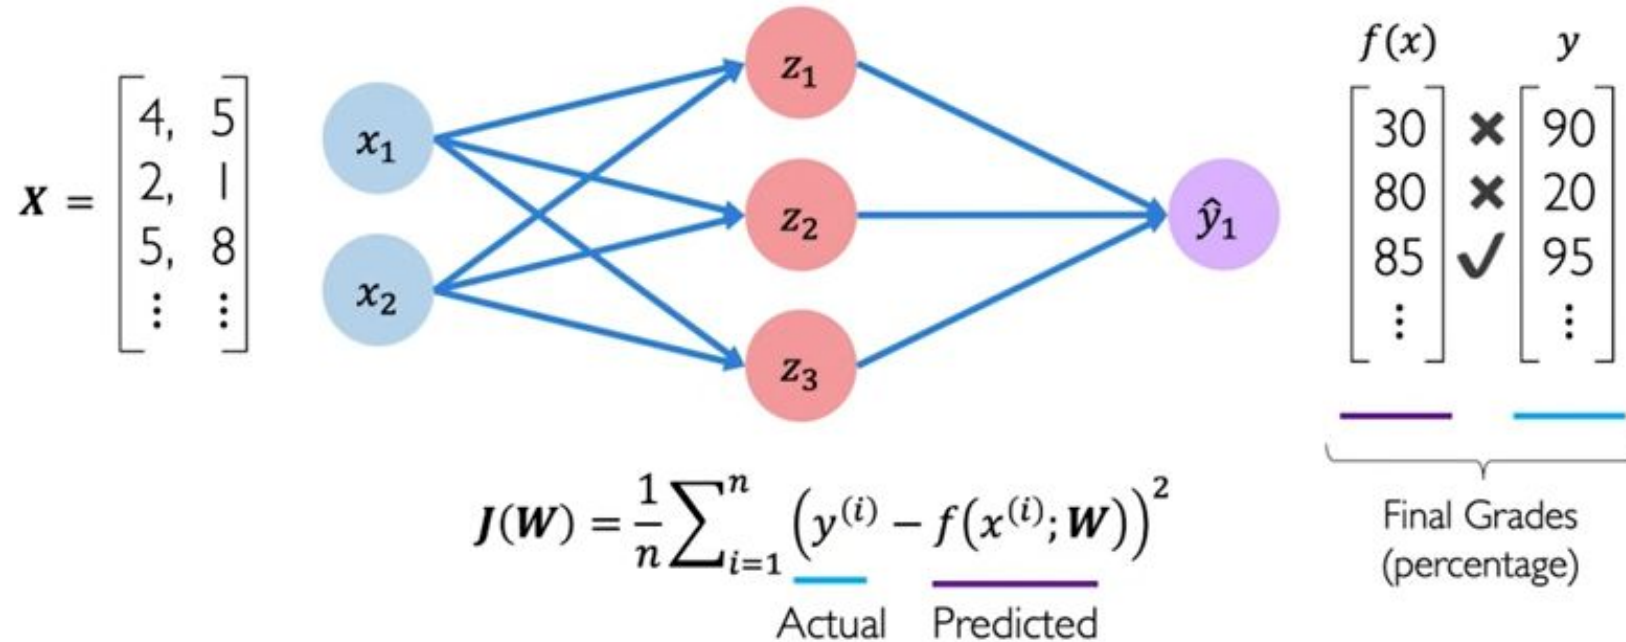 f(x) y
X = [4, 5
2, 1
5, 8
⋮ ⋮]
x₁
x₂
z₁
z₂
z₃
ŷ₁
30 ✖ 90
80 ✖ 20
85 ✓ 95
⋮ ⋮
J(W) = 1/n ∑ⁿᵢ₌₁ (y⁽ⁱ⁾ − f(x⁽ⁱ⁾; W))²
Actual Predicted
Final Grades
(percentage)